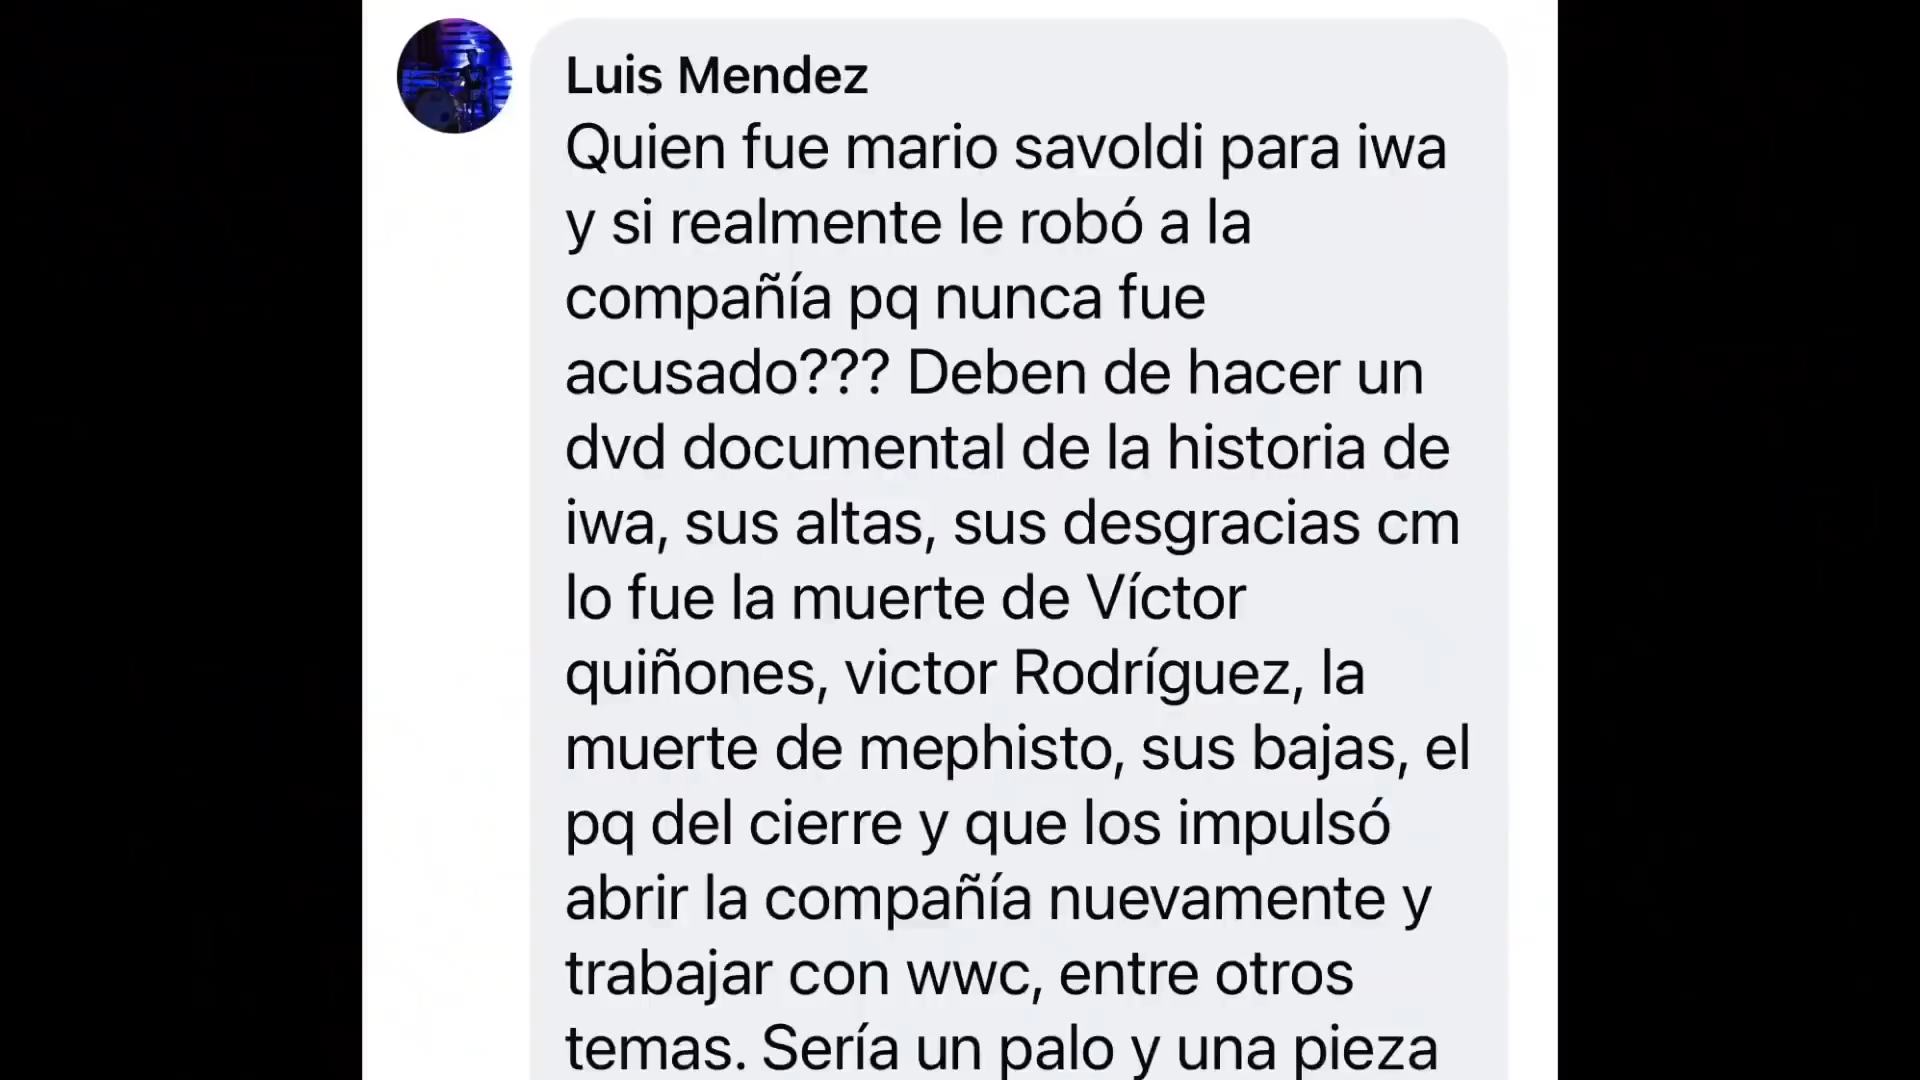 Luis Mendez
Quien fue mario savoldi para iwa
y si realmente le robó a la
compañía pq nunca fue
acusado??? Deben de hacer un
dvd documental de la historia de
iwa, sus altas, sus desgracias cm
lo fue la muerte de Víctor
quiñones, victor Rodríguez, la
muerte de mephisto, sus bajas, el
pq del cierre y que los impulsó
abrir la compañía nuevamente y
trabajar con wwc, entre otros
temas. Sería un palo y una pieza